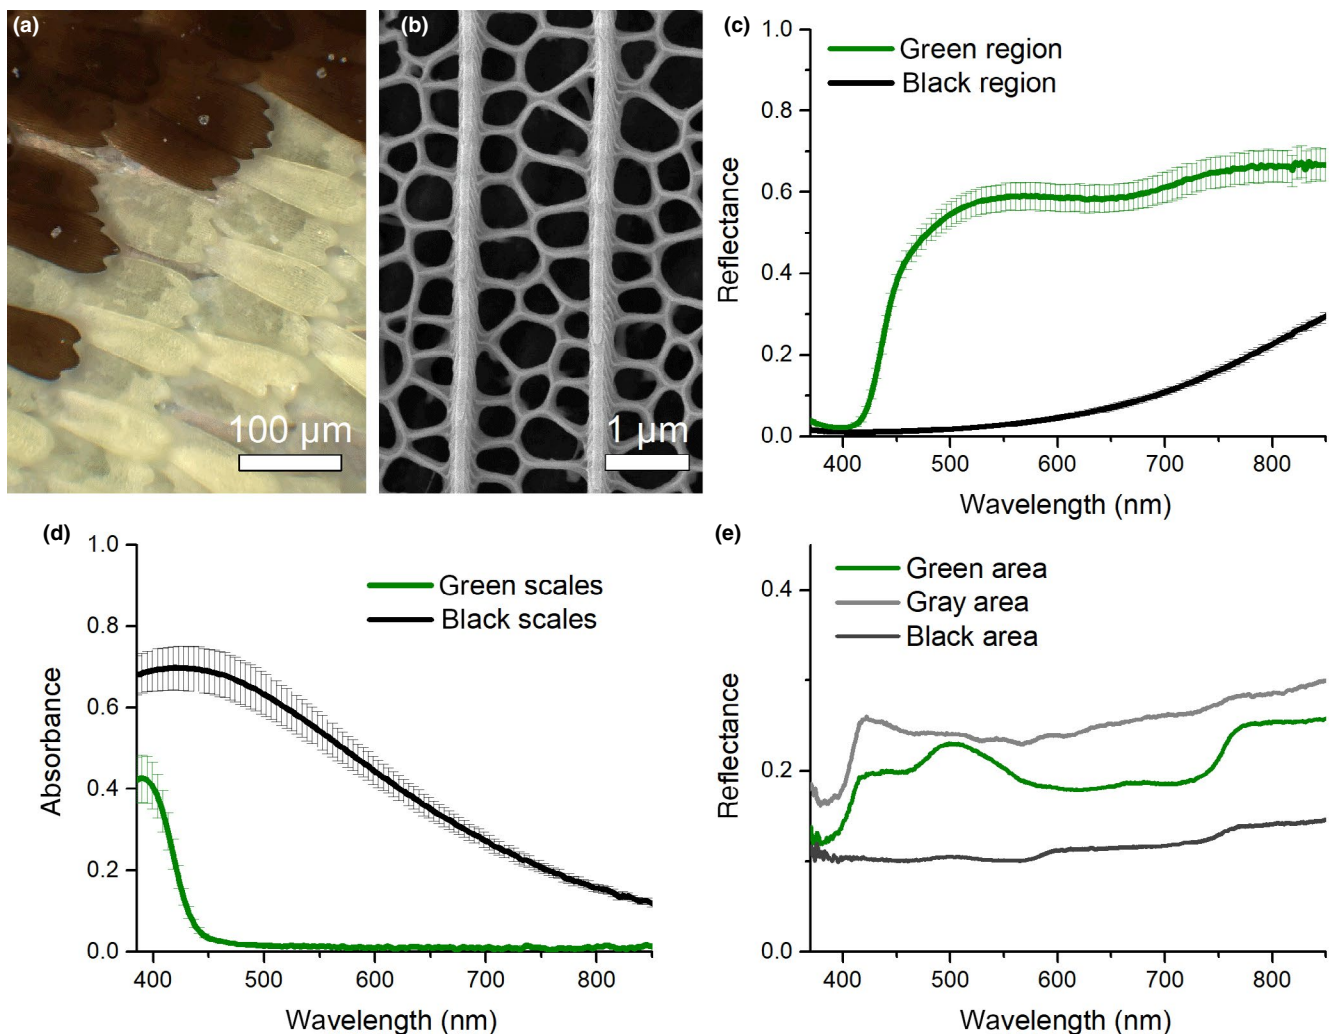 (a)
100 µm
(b)
1 µm
(c)
Green region
Black region
1.0
0.8
0.6
0.4
0.2
0.0
Reflectance
400 500 600 700 800
Wavelength (nm)
(d)
Green scales
Black scales
1.0
0.8
0.6
0.4
0.2
0.0
Absorbance
400 500 600 700 800
Wavelength (nm)
(e)
Green area
Gray area
Black area
0.4
0.2
0.0
Reflectance
400 500 600 700 800
Wavelength (nm)